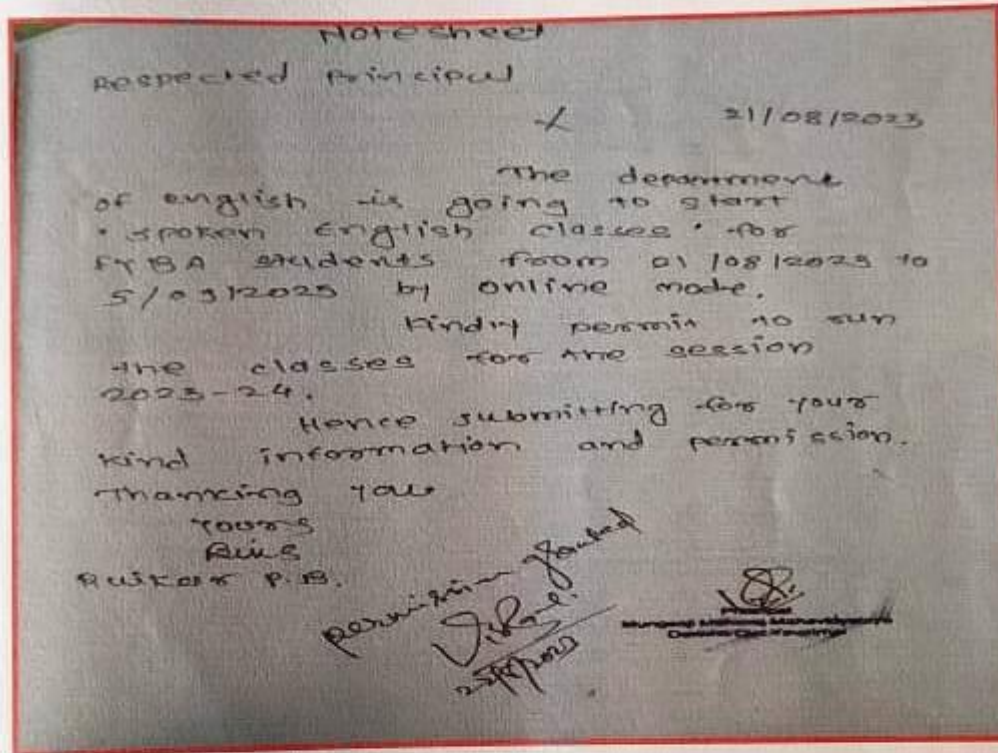 Notesheet
Respected Principal
21/08/2023
The department
of english is going to start
"spoken English classes" for
FYBA students from 01/08/2023 to
5/09/2023 by online mode.
Kindly permit to run
the classes for the session
2023-24.
Hence submitting for your
kind information and permission.
Thanking you
Yours
Ruikar P.B.
permission granted
Principal
Mahavidyalaya